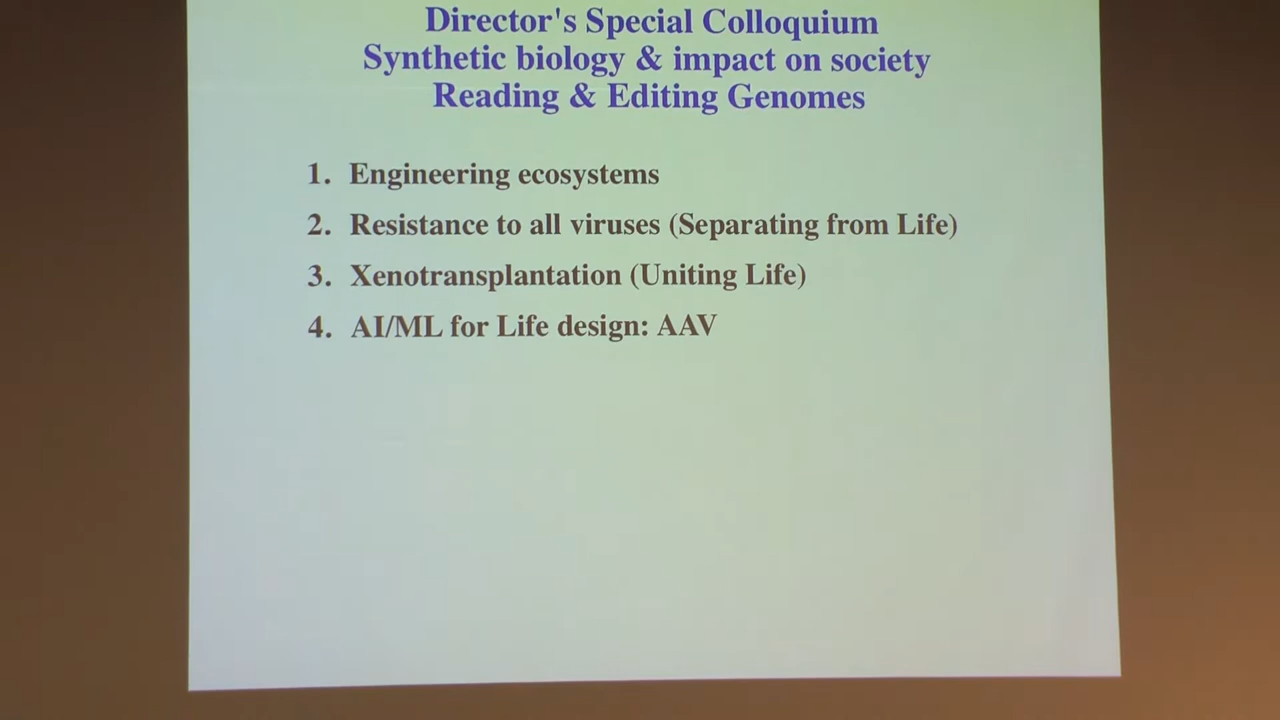 Director's Special Colloquium
Synthetic biology & impact on society
Reading & Editing Genomes
1. Engineering ecosystems
2. Resistance to all viruses (Separating from Life)
3. Xenotransplantation (Uniting Life)
4. AI/ML for Life design: AAV